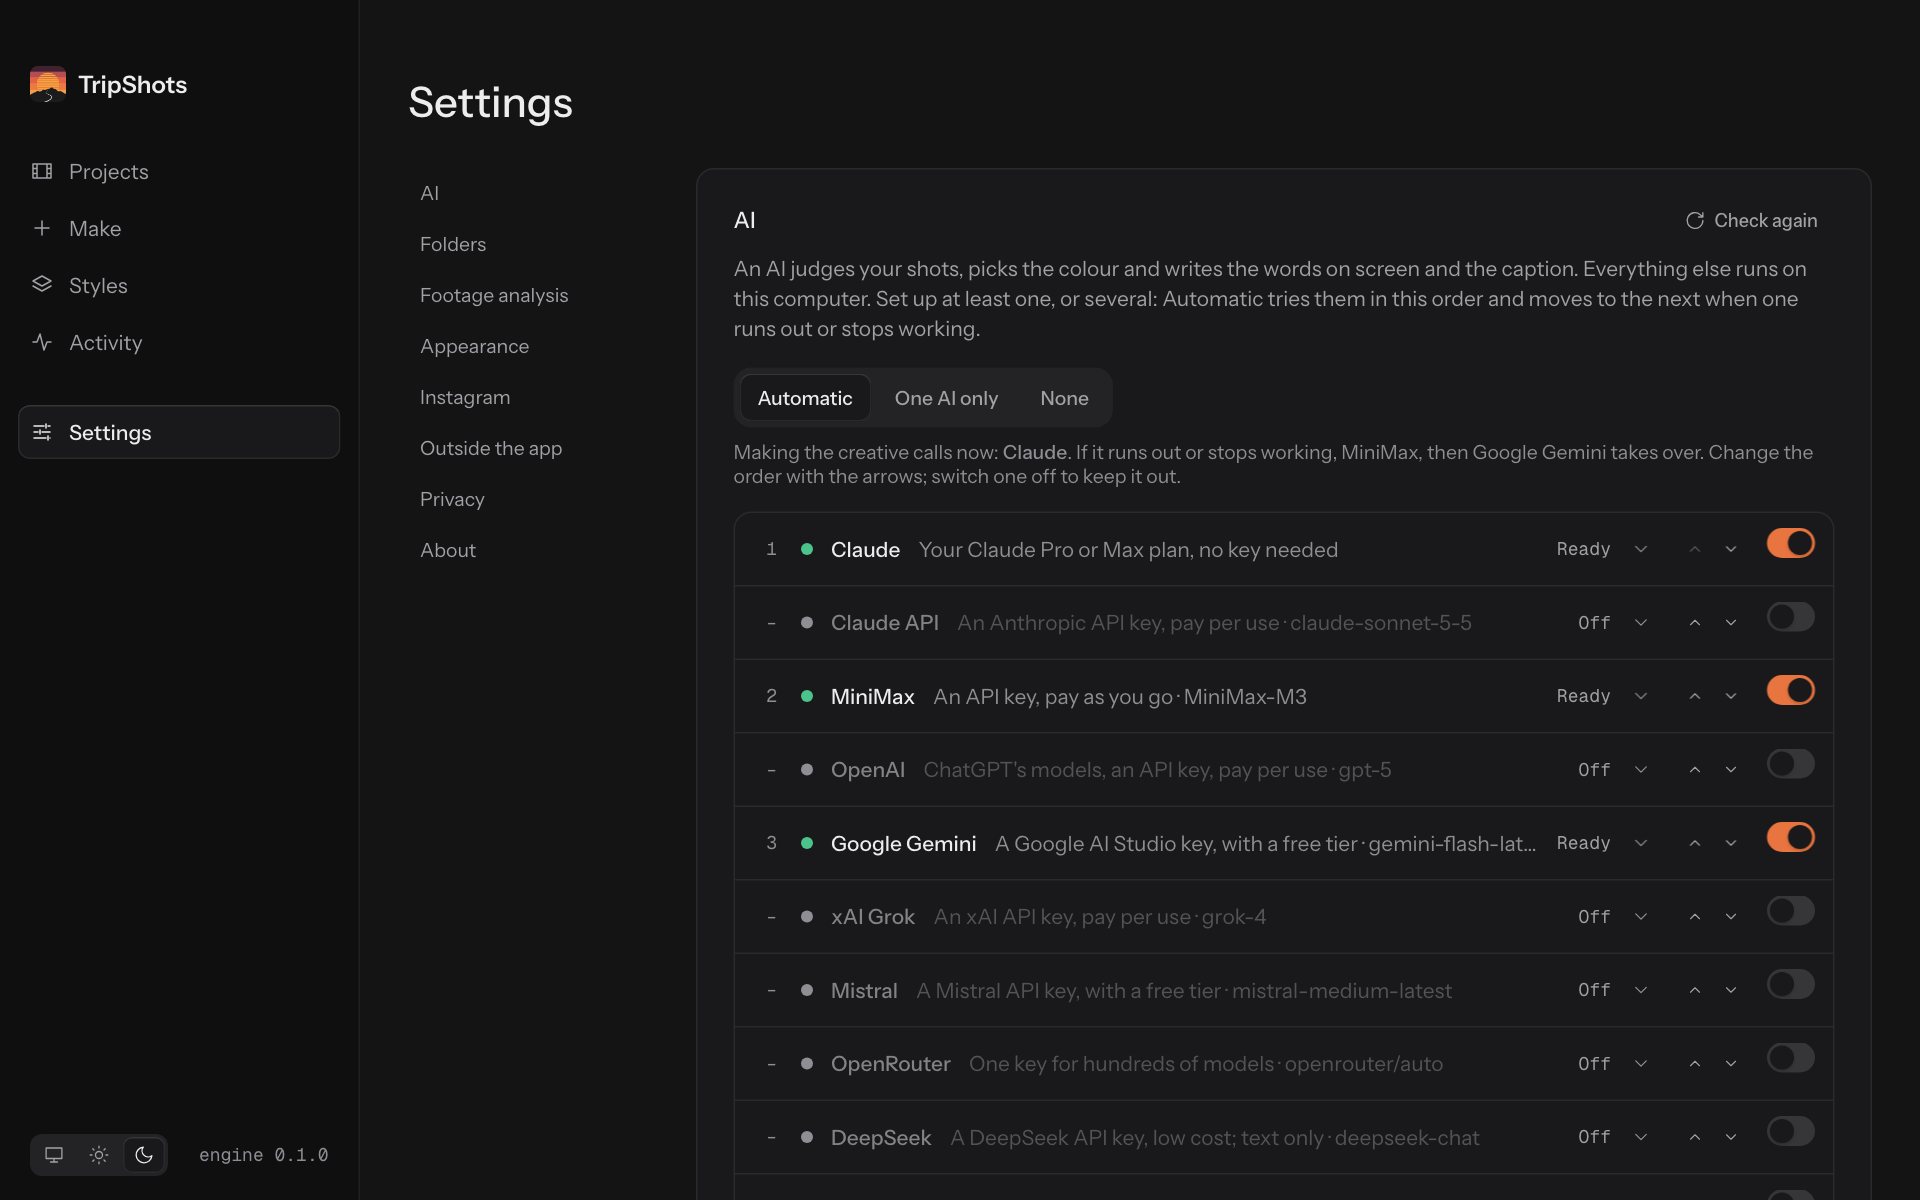 TripShots
Projects
Make
Styles
Activity
Settings
engine 0.1.0
Settings
AI
Folders
Footage analysis
Appearance
Instagram
Outside the app
Privacy
About
AI
Check again
An AI judges your shots, picks the colour and writes the words on screen and the caption. Everything else runs on
this computer. Set up at least one, or several: Automatic tries them in this order and moves to the next when one
runs out or stops working.
Automatic One AI only None
Making the creative calls now: Claude. If it runs out or stops working, MiniMax, then Google Gemini takes over. Change the
order with the arrows; switch one off to keep it out.
1 Claude Your Claude Pro or Max plan, no key needed Ready
- Claude API An Anthropic API key, pay per use · claude-sonnet-5-5 Off
2 MiniMax An API key, pay as you go · MiniMax-M3 Ready
- OpenAI ChatGPT's models, an API key, pay per use · gpt-5 Off
3 Google Gemini A Google AI Studio key, with a free tier · gemini-flash-lat... Ready
- xAI Grok An xAI API key, pay per use · grok-4 Off
- Mistral A Mistral API key, with a free tier · mistral-medium-latest Off
- OpenRouter One key for hundreds of models · openrouter/auto Off
- DeepSeek A DeepSeek API key, low cost; text only · deepseek-chat Off